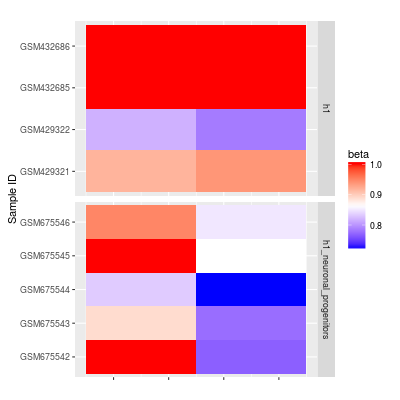 GSM432686
GSM432685
GSM429322
GSM429321
h1
GSM675546
GSM675545
GSM675544
GSM675543
GSM675542
h1_neuronal_progenitors
Sample ID
beta
1.0
0.9
0.8